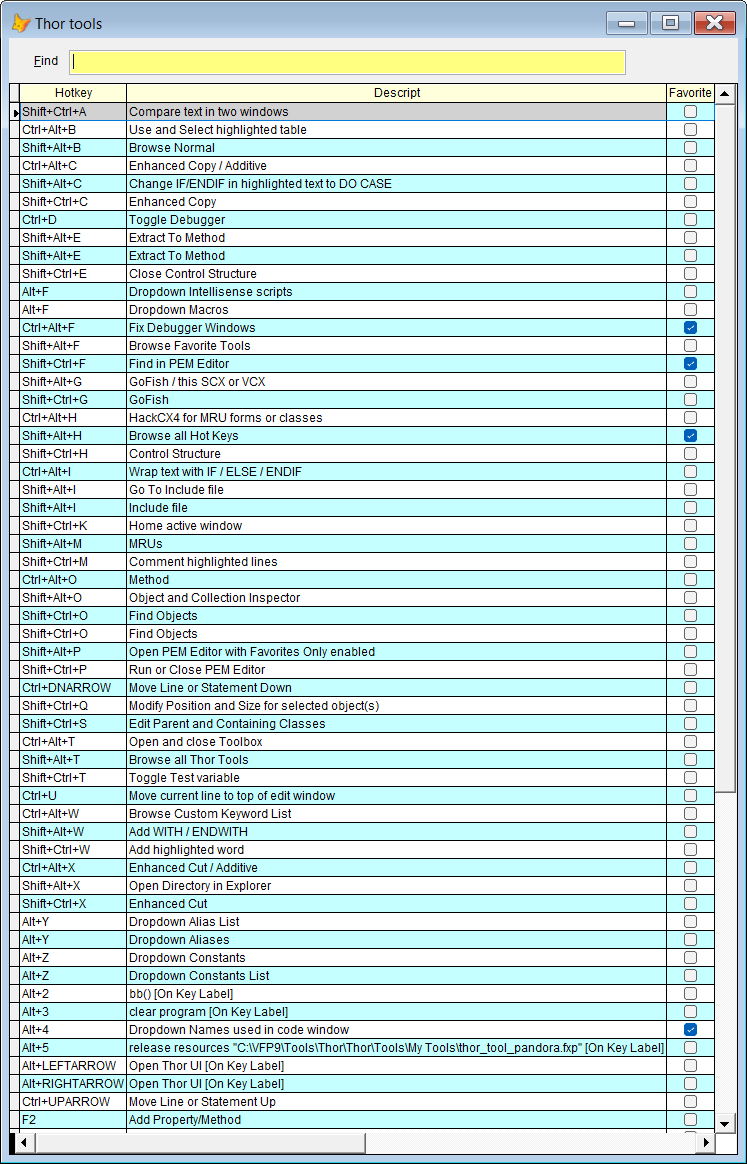 Thor tools
Find
Hotkey Descript Favorite
Shift+Ctrl+A Compare text in two windows
Ctrl+Alt+B Use and Select highlighted table
Shift+Alt+B Browse Normal
Ctrl+Alt+C Enhanced Copy / Additive
Shift+Alt+C Change IF/ENDIF in highlighted text to DO CASE
Shift+Ctrl+C Enhanced Copy
Ctrl+D Toggle Debugger
Shift+Alt+E Extract To Method
Shift+Alt+E Extract To Method
Shift+Ctrl+E Close Control Structure
Alt+F Dropdown Intellisense scripts
Alt+F Dropdown Macros
Ctrl+Alt+F Fix Debugger Windows
Shift+Alt+F Browse Favorite Tools
Shift+Ctrl+F Find in PEM Editor
Shift+Alt+G GoFish / this SCX or VCX
Shift+Ctrl+G GoFish
Ctrl+Alt+H HackCX4 for MRU forms or classes
Shift+Alt+H Browse all Hot Keys
Shift+Ctrl+H Control Structure
Ctrl+Alt+I Wrap text with IF / ELSE / ENDIF
Shift+Alt+I Go To Include file
Shift+Alt+I Include file
Shift+Ctrl+K Home active window
Shift+Alt+M MRUs
Shift+Ctrl+M Comment highlighted lines
Ctrl+Alt+O Method
Shift+Alt+O Object and Collection Inspector
Shift+Ctrl+O Find Objects
Shift+Ctrl+O Find Objects
Shift+Alt+P Open PEM Editor with Favorites Only enabled
Shift+Ctrl+P Run or Close PEM Editor
Ctrl+DNARROW Move Line or Statement Down
Shift+Ctrl+Q Modify Position and Size for selected object(s)
Shift+Ctrl+S Edit Parent and Containing Classes
Ctrl+Alt+T Open and close Toolbox
Shift+Alt+T Browse all Thor Tools
Shift+Ctrl+T Toggle Test variable
Ctrl+U Move current line to top of edit window
Ctrl+Alt+W Browse Custom Keyword List
Shift+Alt+W Add WITH / ENDWITH
Shift+Ctrl+W Add highlighted word
Ctrl+Alt+X Enhanced Cut / Additive
Shift+Alt+X Open Directory in Explorer
Shift+Ctrl+X Enhanced Cut
Alt+Y Dropdown Alias List
Alt+Y Dropdown Aliases
Alt+Z Dropdown Constants
Alt+Z Dropdown Constants List
Alt+2 bb() [On Key Label]
Alt+3 clear program [On Key Label]
Alt+4 Dropdown Names used in code window
Alt+5 release resources "C:\VFP9\Tools\Thor\Thor\Tools\My Tools\thor_tool_pandora.fxp" [On Key Label]
Alt+LEFTARROW Open Thor UI [On Key Label]
Alt+RIGHTARROW Open Thor UI [On Key Label]
Ctrl+UPARROW Move Line or Statement Up
F2 Add Property/Method